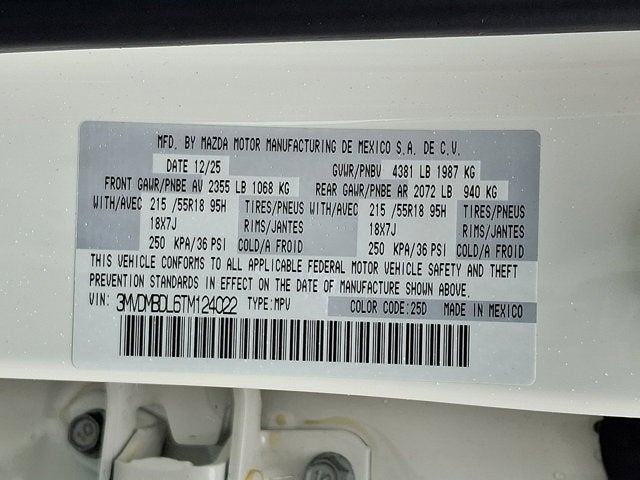 MFD. BY MAZDA MOTOR MANUFACTURING DE MEXICO S.A. DE C.V.
DATE 12/25 GVWR/PNBV 4381 LB 1987 KG
FRONT GAWR/PNBE AV 2355 LB 1068 KG REAR GAWR/PNBE AR 2072 LB 940 KG
WITH/AVEC 215 /55R18 95H TIRES/PNEUS WITH/AVEC 215 /55R18 95H TIRES/PNEUS
18X7J RIMS/JANTES 18X7J RIMS/JANTES
250 KPA/36 PSI COLD/A FROID 250 KPA/36 PSI COLD/A FROID
THIS VEHICLE CONFORMS TO ALL APPLICABLE FEDERAL MOTOR VEHICLE SAFETY AND THEFT
PREVENTION STANDARDS IN EFFECT ON THE DATE OF MANUFACTURE SHOWN ABOVE.
VIN: 3MVDMBDL6TM124022 TYPE:MPV COLOR CODE:25D MADE IN MEXICO